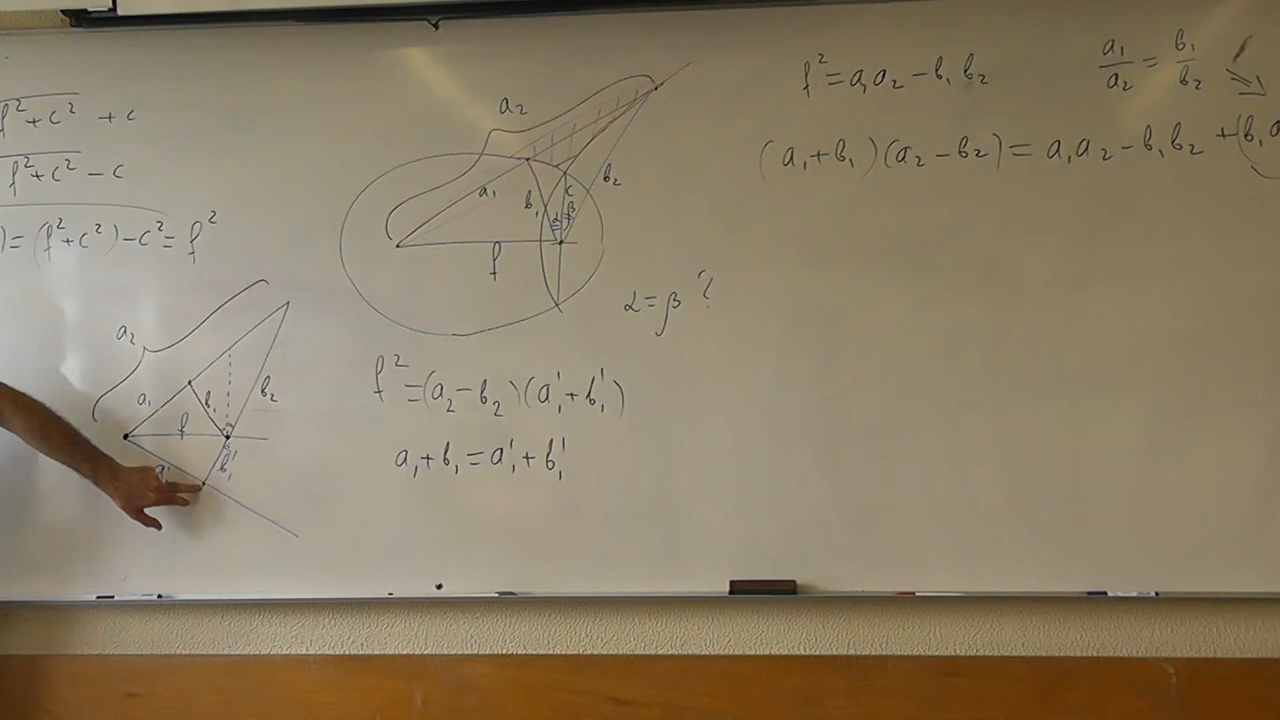 √f²+c² + c
√f²+c² - c
)=(f²+c²)-c²=f²
a₂
a₁
b₁
b₂
c
α
β
f
α=β ?
a₂
a₁
b₁
b₂
f
a₁'
b₁'
f²=(a₂-b₂)(a₁'+b₁')
a₁+b₁=a₁'+b₁'
f²=a₁a₂-b₁b₂
a₁/a₂=b₁/b₂ ⇒
(a₁+b₁)(a₂-b₂)=a₁a₂-b₁b₂+(b₁a